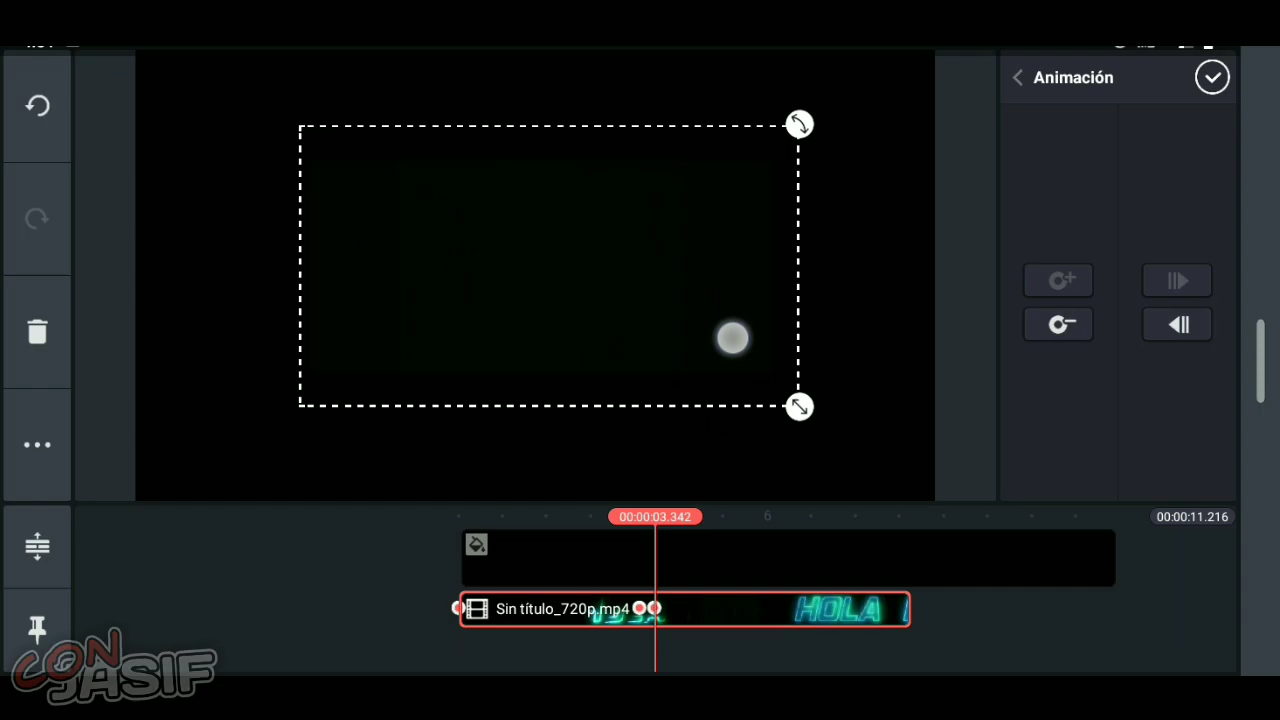 Animación
00:00:03.342
6
00:00:11.216
Sin título_720p.mp4
HOLA
CON
JASIF